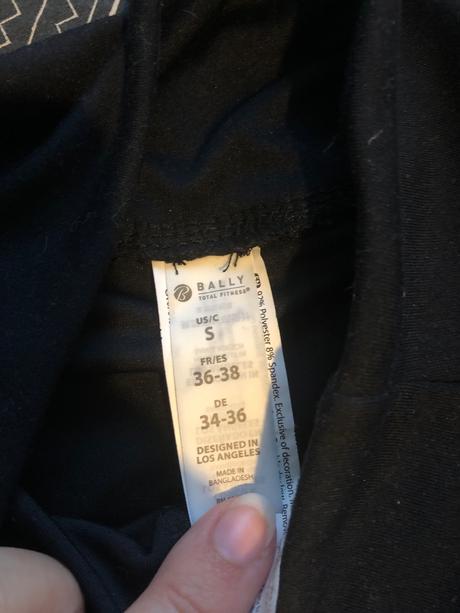 B BALLY
TOTAL FITNESS®
US/C
S
FR/ES
36-38
DE
34-36
DESIGNED IN
LOS ANGELES
MADE IN
BANGLADESH
Polyester 8% Spandex. Exclusive of decoration.